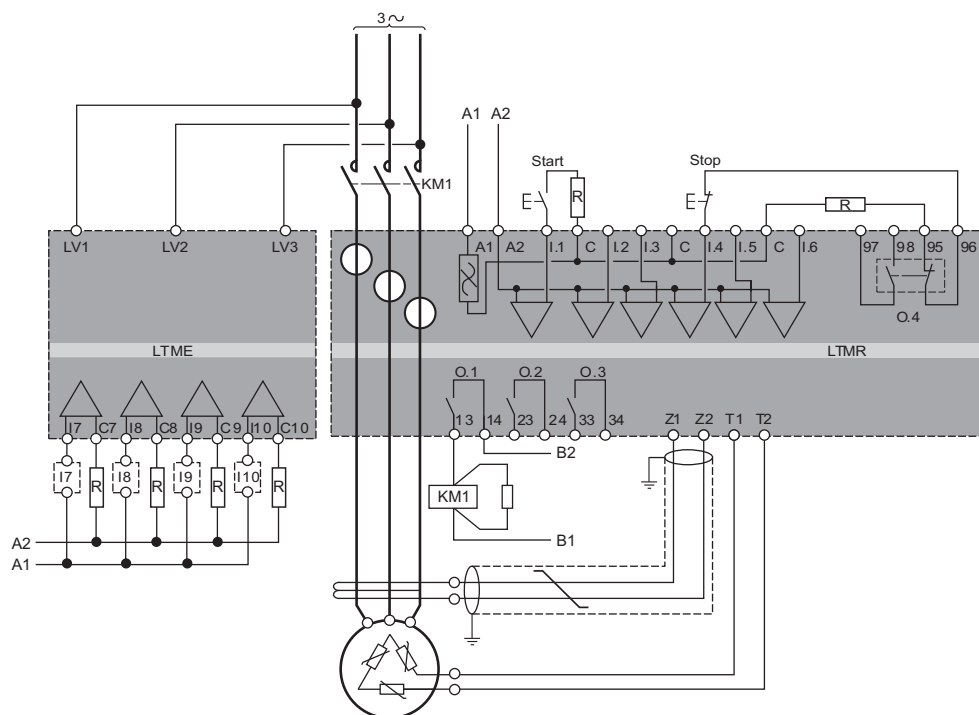 3
A1 A2
Start
Stop
KM1
R
R
LV1 LV2 LV3
A1 A2 I.1 C I.2 I.3 C I.4 I.5 C I.6 97 98 95 96
O.4
LTME
LTMR
O.1 O.2 O.3
I7 C7 I8 C8 I9 C9 I10 C10
13 14 23 24 33 34 Z1 Z2 T1 T2
B2
I7 R I8 R I9 R I10 R
KM1
A2
A1
B1